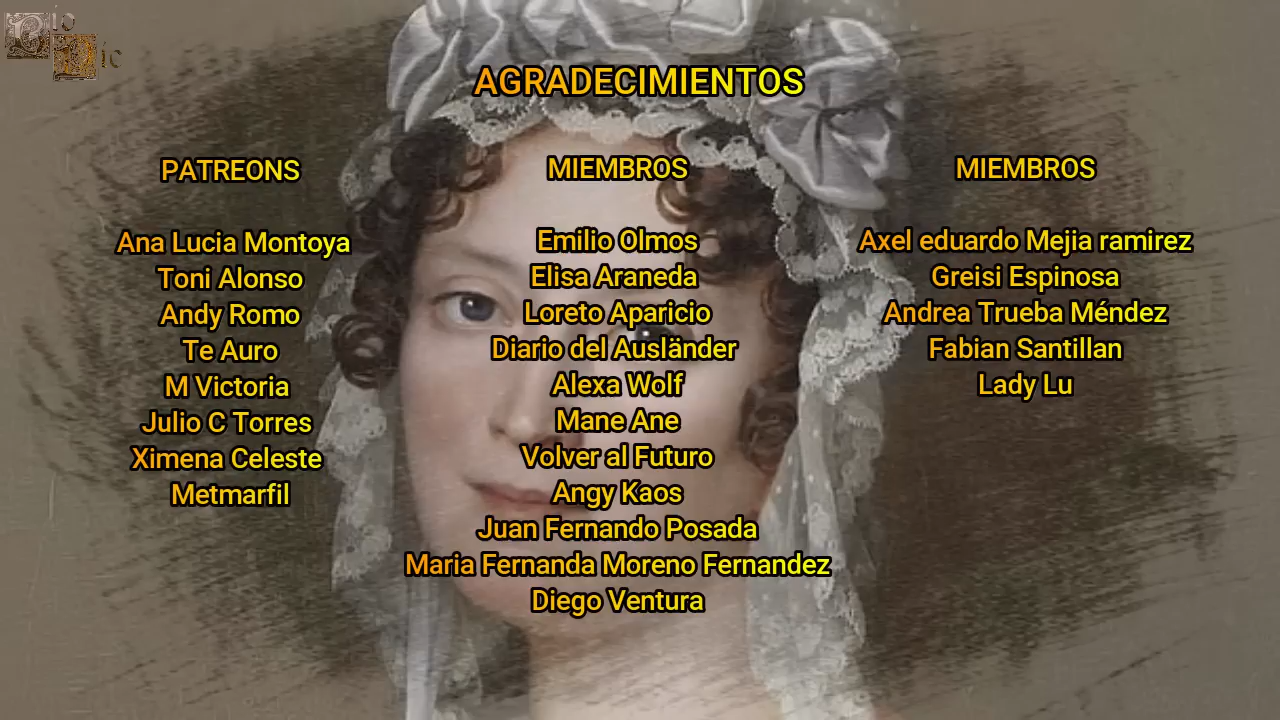 AGRADECIMIENTOS
PATREONS
Ana Lucia Montoya
Toni Alonso
Andy Romo
Te Auro
M Victoria
Julio C Torres
Ximena Celeste
Metmarfil
MIEMBROS
Emilio Olmos
Elisa Araneda
Loreto Aparicio
Diario del Ausländer
Alexa Wolf
Mane Ane
Volver al Futuro
Angy Kaos
Juan Fernando Posada
Maria Fernanda Moreno Fernandez
Diego Ventura
MIEMBROS
Axel eduardo Mejia ramirez
Greisi Espinosa
Andrea Trueba Méndez
Fabian Santillan
Lady Lu